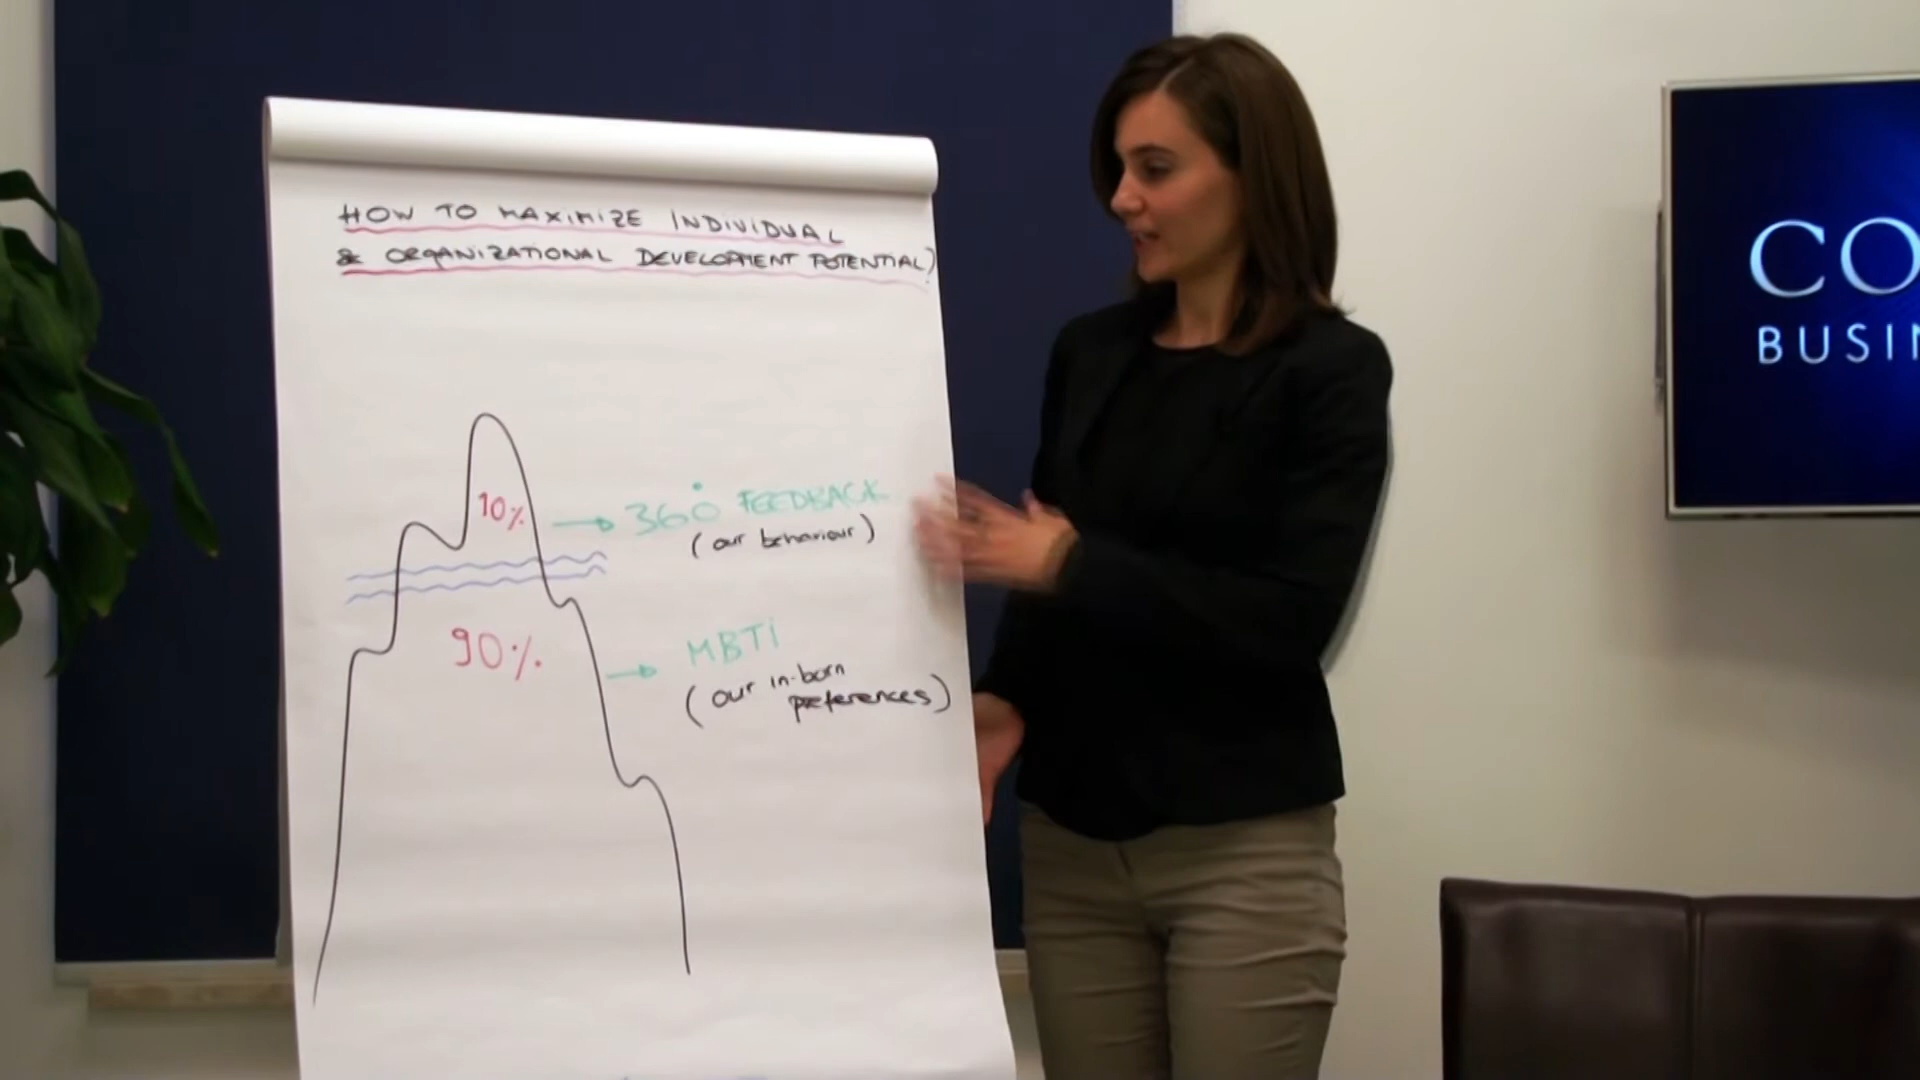 HOW TO MAXIMIZE INDIVIDUAL
& ORGANIZATIONAL DEVELOPMENT POTENTIAL?
10%
360° FEEDBACK
(our behaviour)
90%
MBTi
(our in-born
preferences)
CO
BUSIN